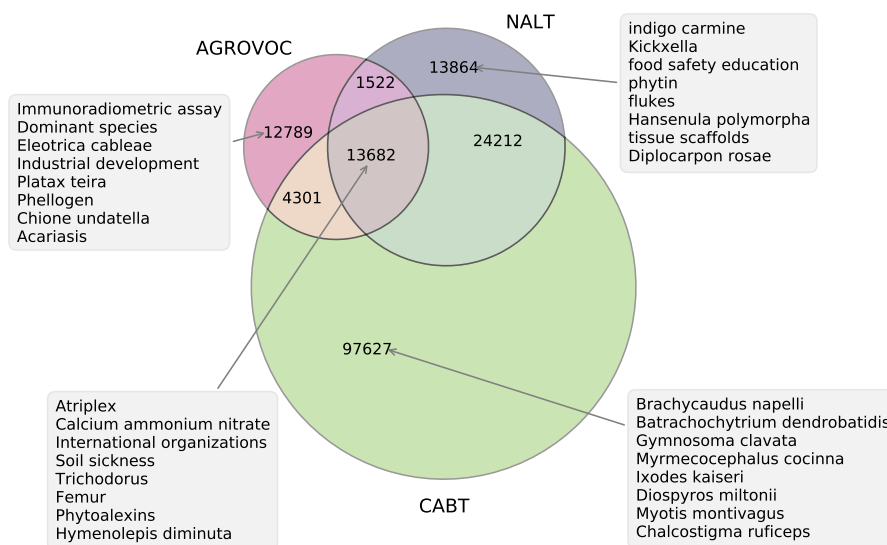 NALT
AGROVOC
indigo carmine
Kickxella
food safety education
phytin
flukes
Hansenula polymorpha
tissue scaffolds
Diplocarpon rosae
13864
1522
Immunoradiometric assay
Dominant species
Eleotrica cableae
Industrial development
Platax teira
Phellogen
Chione undatella
Acariasis
12789
13682
24212
4301
97627
Atriplex
Calcium ammonium nitrate
International organizations
Soil sickness
Trichodorus
Femur
Phytoalexins
Hymenolepis diminuta
CABT
Brachycaudus napelli
Batrachochytrium dendrobatidis
Gymnosoma clavata
Myrmecocephalus cocinna
Ixodes kaiseri
Diospyros miltonii
Myotis montivagus
Chalcostigma ruficeps